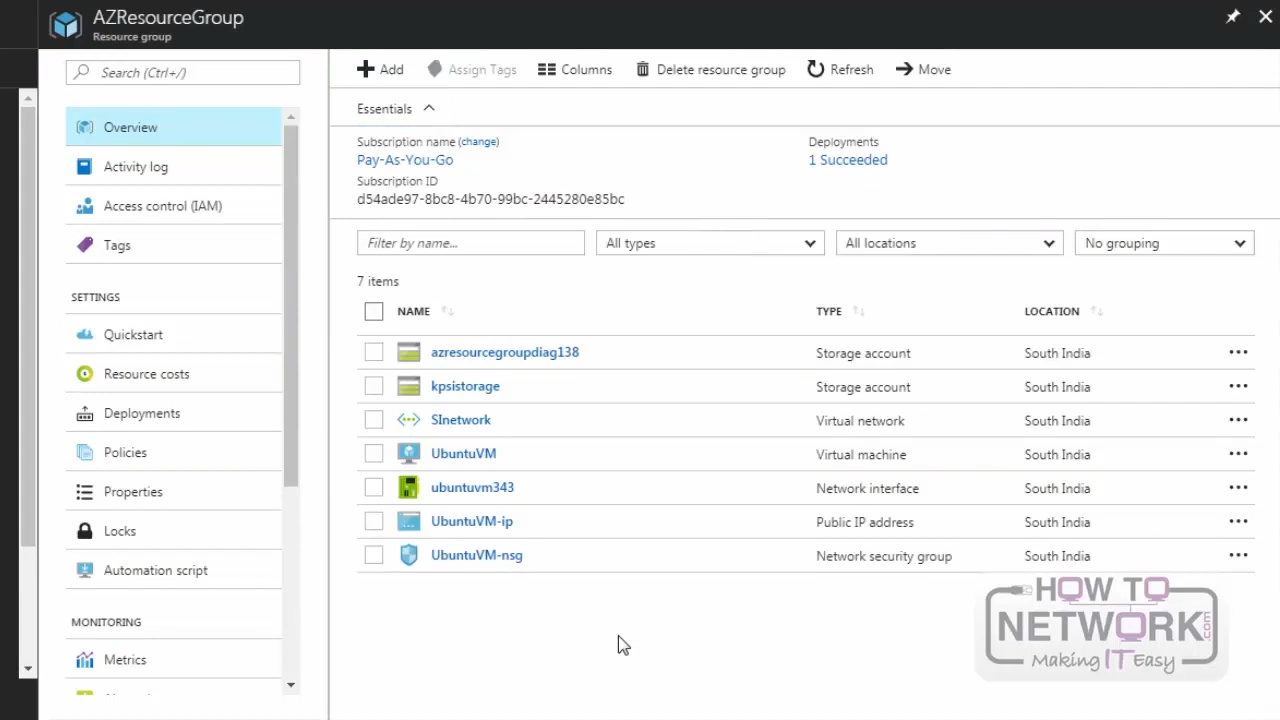 AZResourceGroup
Resource group
Search (Ctrl+/)
Overview
Activity log
Access control (IAM)
Tags
SETTINGS
Quickstart
Resource costs
Deployments
Policies
Properties
Locks
Automation script
MONITORING
Metrics
Add Assign Tags Columns Delete resource group Refresh Move
Essentials
Subscription name (change) Deployments
Pay-As-You-Go 1 Succeeded
Subscription ID
d54ade97-8bc8-4b70-99bc-2445280e85bc
Filter by name... All types All locations No grouping
7 items
NAME TYPE LOCATION
azresourcegroupdiag138 Storage account South India
kpsistorage Storage account South India
SInetwork Virtual network South India
UbuntuVM Virtual machine South India
ubuntuvm343 Network interface South India
UbuntuVM-ip Public IP address South India
UbuntuVM-nsg Network security group South India
HOW TO
NETWORK.com
Making IT Easy